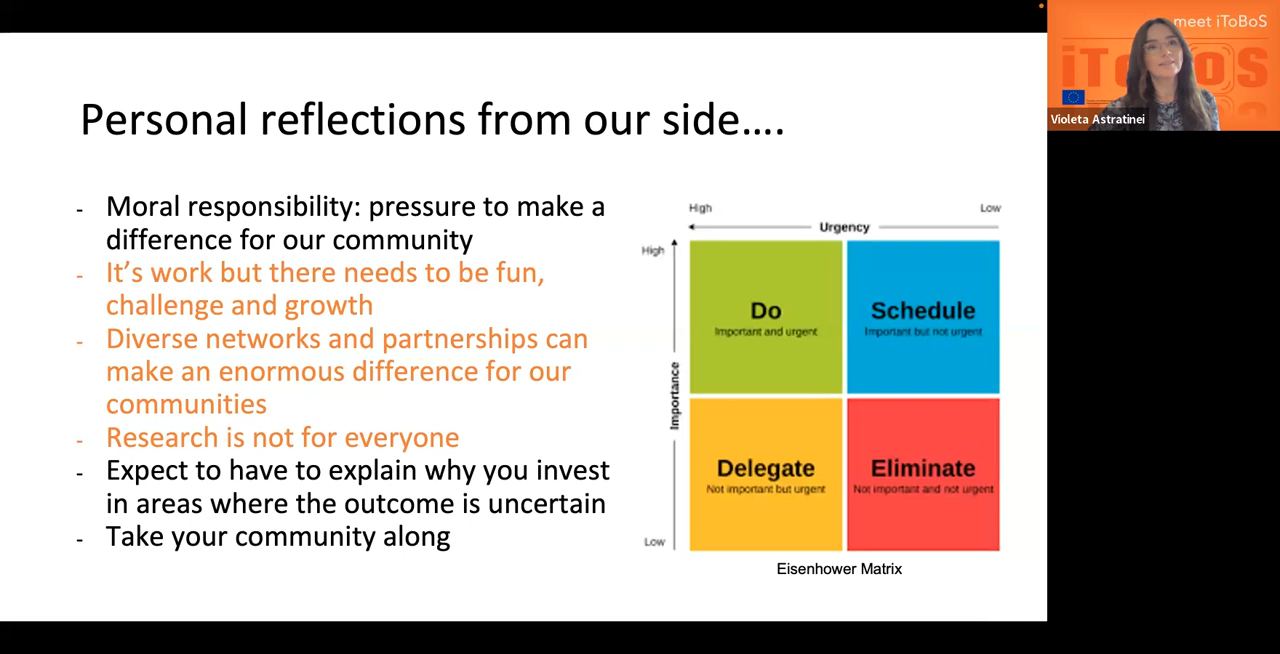 meet iToBoS
Violeta Astratinei
Personal reflections from our side....
- Moral responsibility: pressure to make a
difference for our community
- It's work but there needs to be fun,
challenge and growth
- Diverse networks and partnerships can
make an enormous difference for our
communities
- Research is not for everyone
- Expect to have to explain why you invest
in areas where the outcome is uncertain
- Take your community along
High
Low
Urgency
High
Importance
Low
Do
Important and urgent
Schedule
Important but not urgent
Delegate
Not important but urgent
Eliminate
Not important and not urgent
Eisenhower Matrix